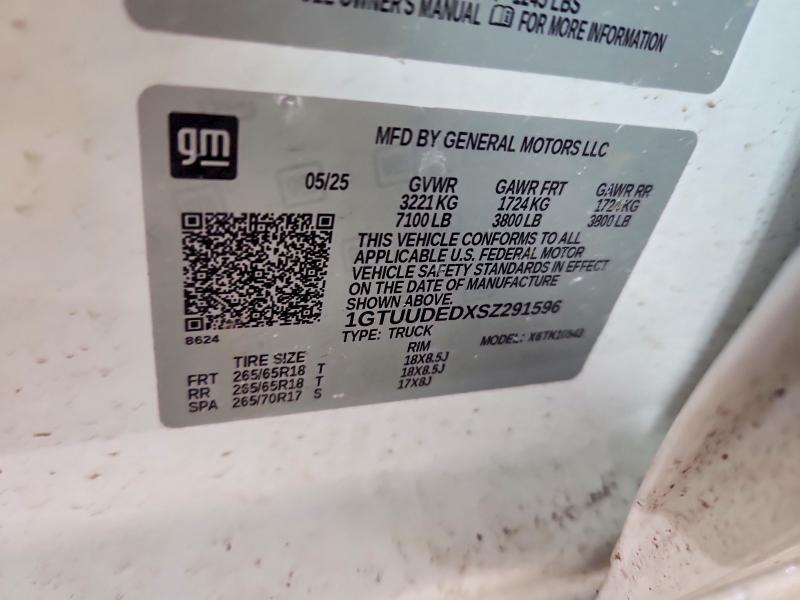 OWNER'S MANUAL FOR MORE INFORMATION
gm
MFD BY GENERAL MOTORS LLC
05/25 GVWR GAWR FRT GAWR RR
3221 KG 1724 KG 1724 KG
7100 LB 3800 LB 3800 LB
THIS VEHICLE CONFORMS TO ALL
APPLICABLE U.S. FEDERAL MOTOR
VEHICLE SAFETY STANDARDS IN EFFECT
ON THE DATE OF MANUFACTURE
SHOWN ABOVE.
1GTUUDEDXSZ291596
8624
TYPE: TRUCK MODEL:
TIRE SIZE RIM
FRT 265/65R18 T 18X8.5J
RR 265/65R18 T 18X8.5J
SPA 265/70R17 S 17X8J